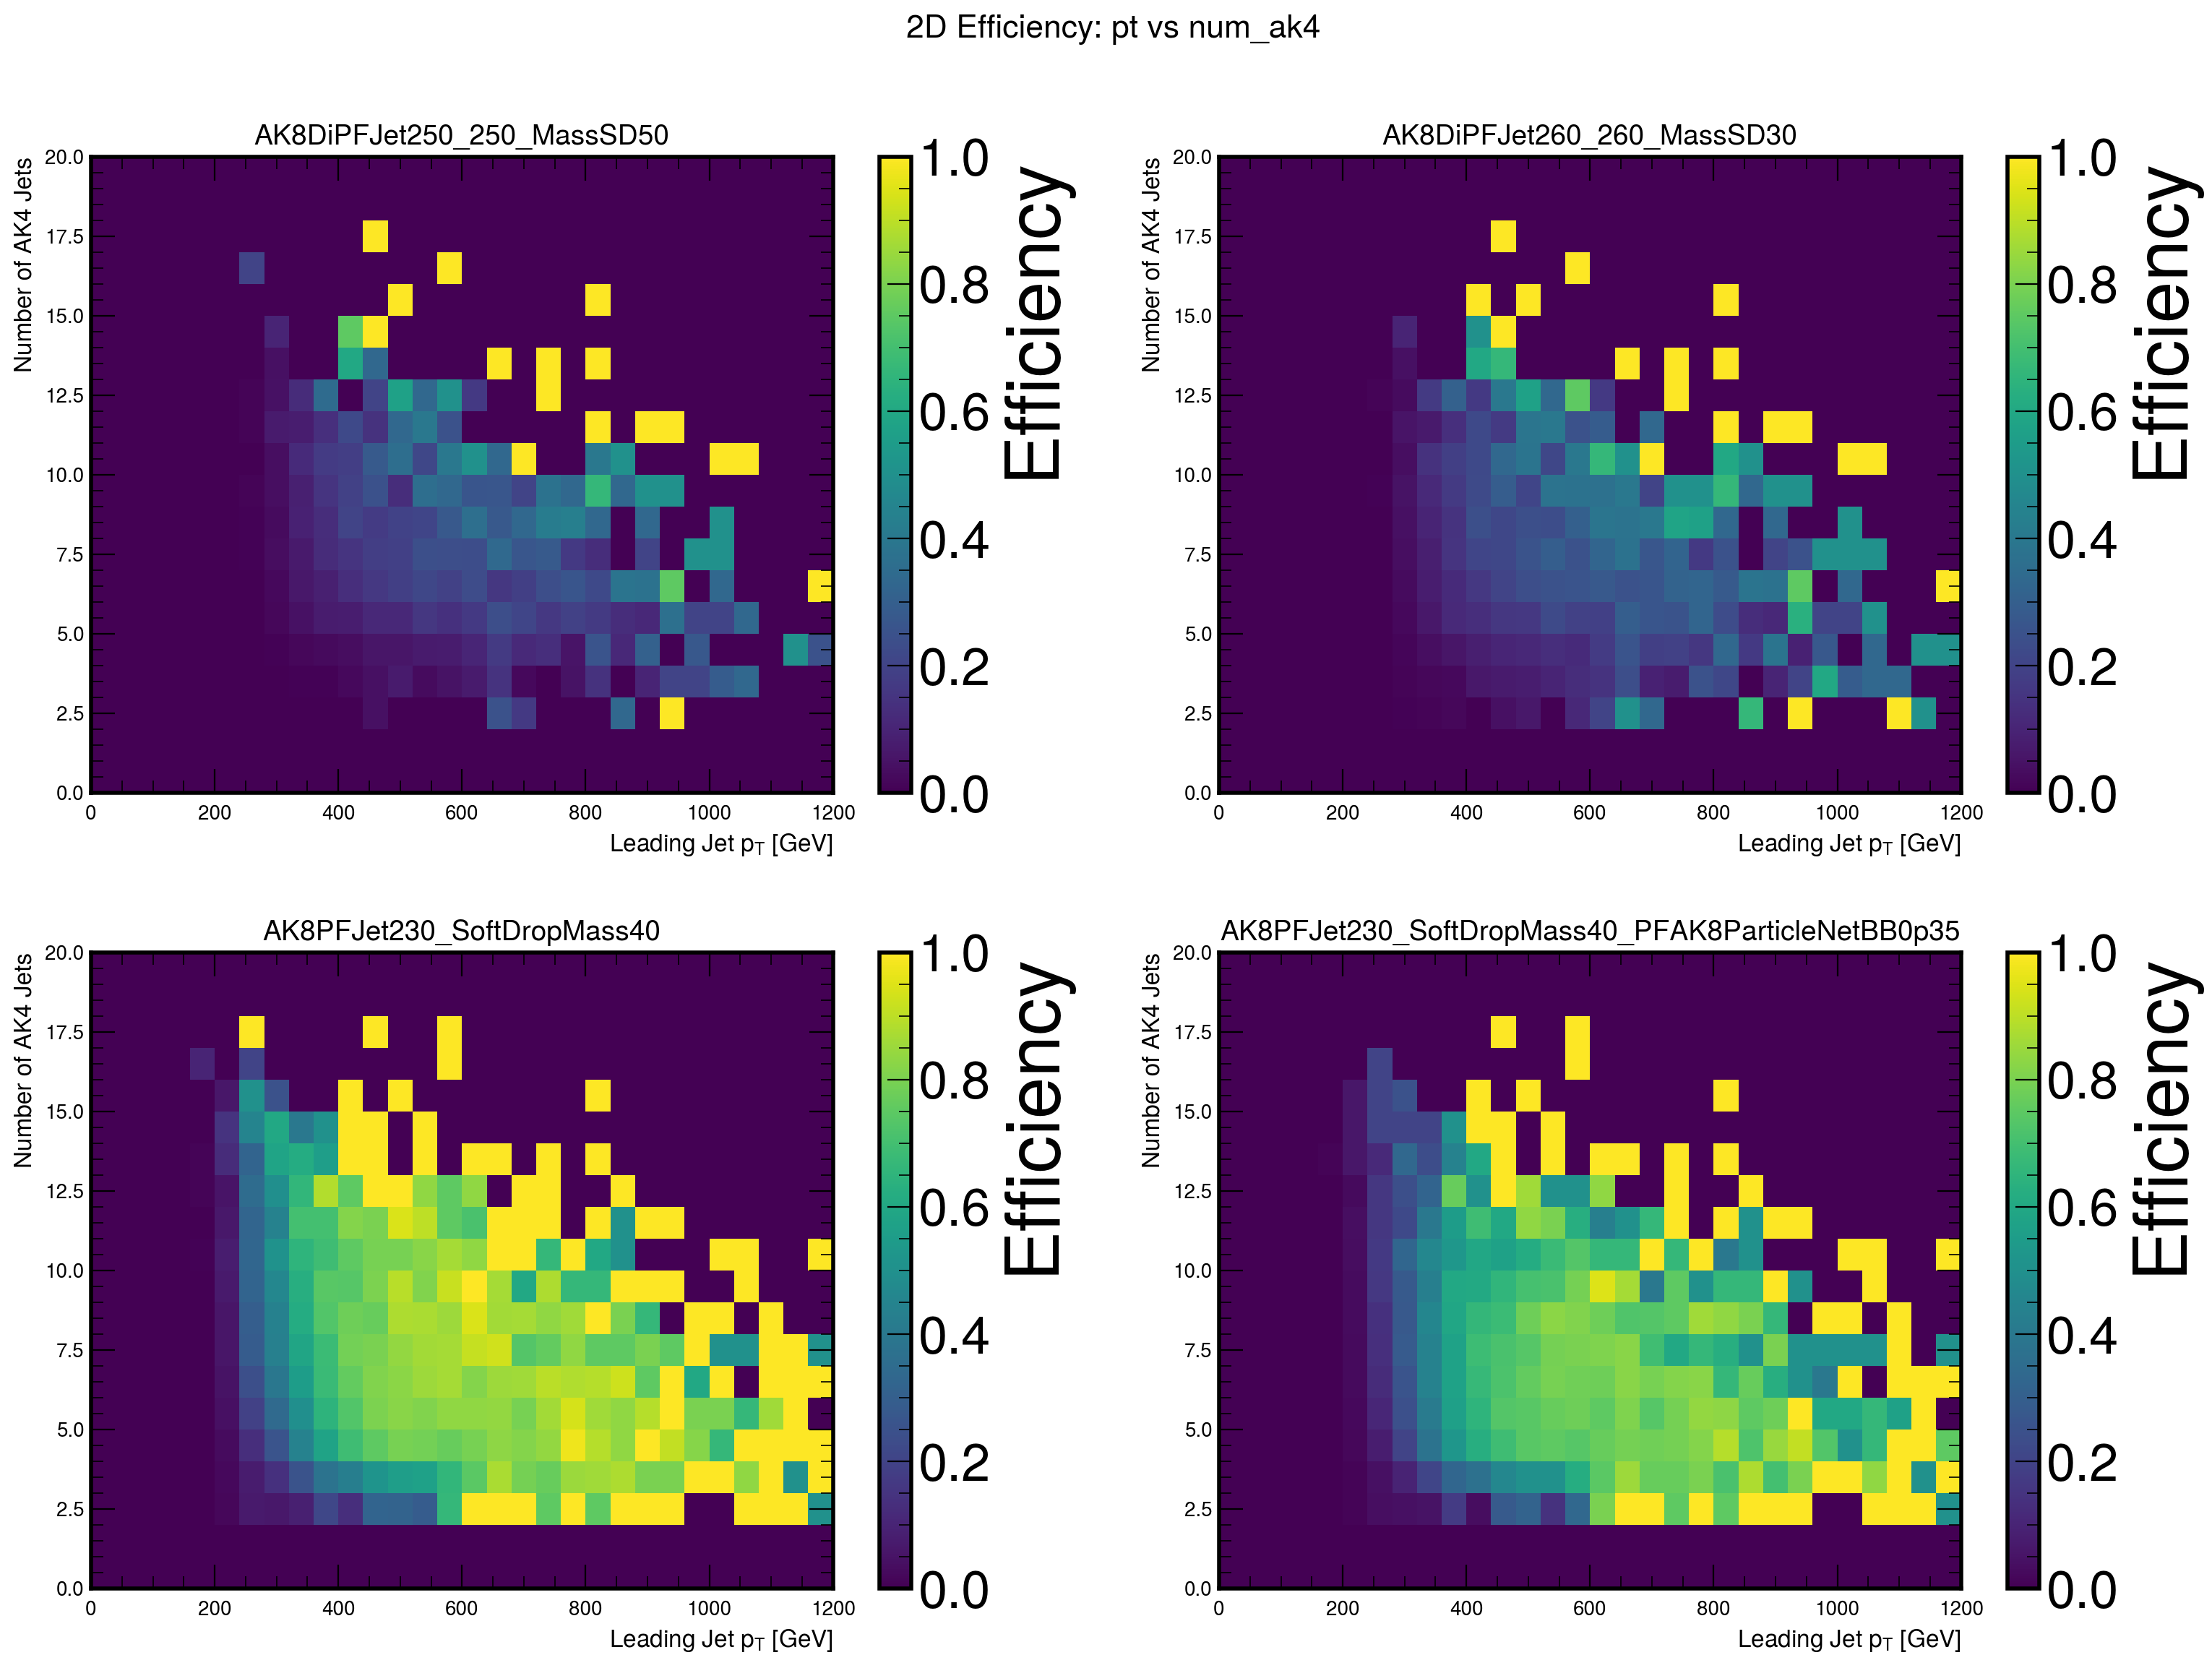 2D Efficiency: pt vs num_ak4
AK8DiPFJet250_250_MassSD50
Number of AK4 Jets
20.0
17.5
15.0
12.5
10.0
7.5
5.0
2.5
0.0
0 200 400 600 800 1000 1200
Leading Jet pT [GeV]
1.0
0.8
0.6
0.4
0.2
0.0
Efficiency
AK8DiPFJet260_260_MassSD30
Number of AK4 Jets
20.0
17.5
15.0
12.5
10.0
7.5
5.0
2.5
0.0
0 200 400 600 800 1000 1200
Leading Jet pT [GeV]
1.0
0.8
0.6
0.4
0.2
0.0
Efficiency
AK8PFJet230_SoftDropMass40
Number of AK4 Jets
20.0
17.5
15.0
12.5
10.0
7.5
5.0
2.5
0.0
0 200 400 600 800 1000 1200
Leading Jet pT [GeV]
1.0
0.8
0.6
0.4
0.2
0.0
Efficiency
AK8PFJet230_SoftDropMass40_PFAK8ParticleNetBB0p35
Number of AK4 Jets
20.0
17.5
15.0
12.5
10.0
7.5
5.0
2.5
0.0
0 200 400 600 800 1000 1200
Leading Jet pT [GeV]
1.0
0.8
0.6
0.4
0.2
0.0
Efficiency